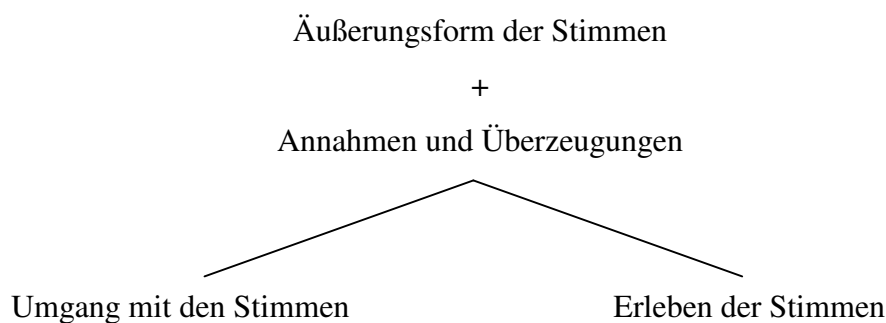 Äußerungsform der Stimmen
+
Annahmen und Überzeugungen
Umgang mit den Stimmen Erleben der Stimmen